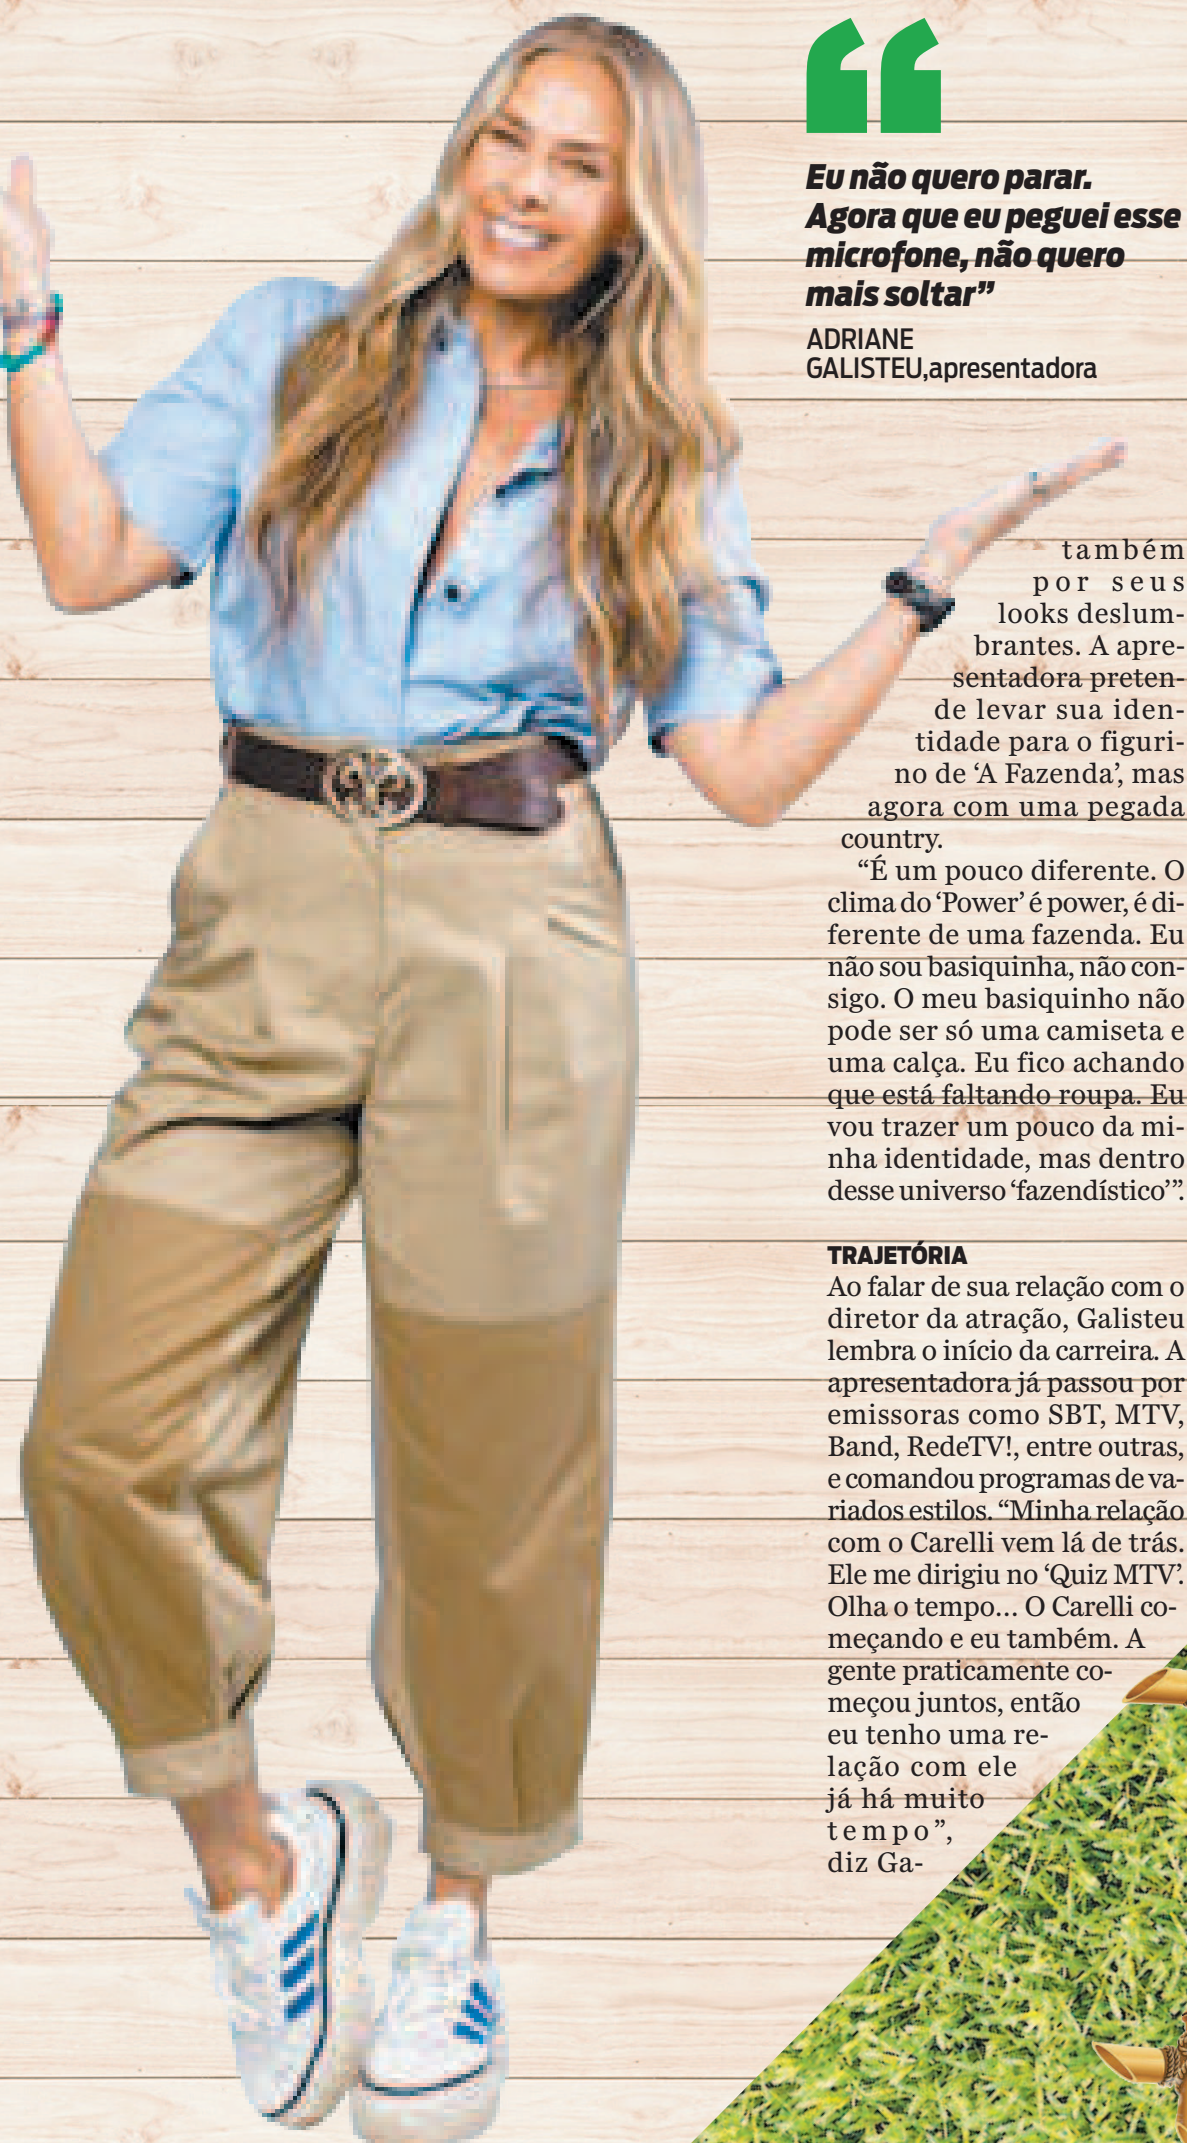 “
Eu não quero parar.
Agora que eu peguei esse
microfone, não quero
mais soltar”
ADRIANE
GALISTEU,apresentadora
também
por seus
looks deslum-
brantes. A apre-
sentadora preten-
de levar sua iden-
tidade para o figuri-
no de ‘A Fazenda’, mas
agora com uma pegada
country.
“É um pouco diferente. O
clima do ‘Power’ é power, é di-
ferente de uma fazenda. Eu
não sou basiquinha, não con-
sigo. O meu basiquinho não
pode ser só uma camiseta e
uma calça. Eu fico achando
que está faltando roupa. Eu
vou trazer um pouco da mi-
nha identidade, mas dentro
desse universo ‘fazendístico’”.
TRAJETÓRIA
Ao falar de sua relação com o
diretor da atração, Galisteu
lembra o início da carreira. A
apresentadora já passou por
emissoras como SBT, MTV,
Band, RedeTV!, entre outras,
e comandou programas de va-
riados estilos. “Minha relação
com o Carelli vem lá de trás.
Ele me dirigiu no ‘Quiz MTV’.
Olha o tempo... O Carelli co-
meçando e eu também. A
gente praticamente co-
meçou juntos, então
eu tenho uma re-
lação com ele
já há muito
tempo”,
diz Ga-